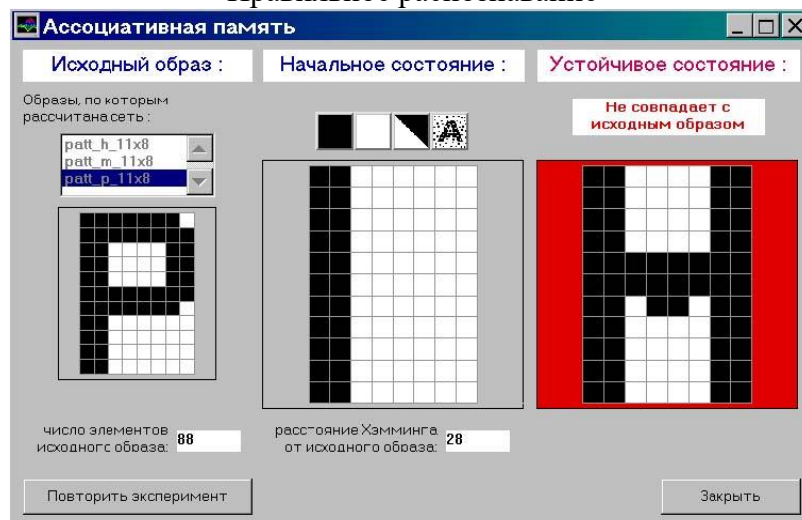 Ассоциативная память
Исходный образ :
Начальное состояние :
Устойчивое состояние :
Образы, по которым
рассчитана сеть :
patt_h_11x8
patt_m_11x8
patt_p_11x8
A
Не совпадает с
исходным образом
число элементов
исходного образа: 88
расстояние Хэмминга
от исходного образа: 28
Повторить эксперимент
Закрыть